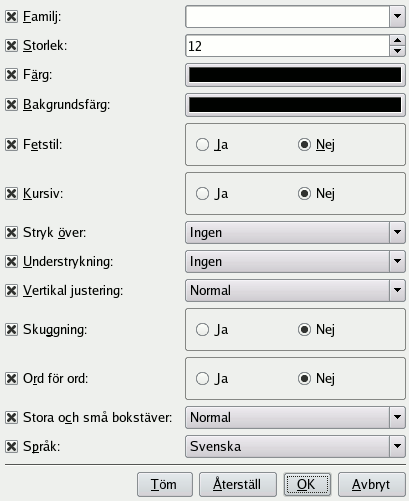 Familj:
Storlek: 12
Färg:
Bakgrundsfärg:
Fetstil: Ja Nej
Kursiv: Ja Nej
Stryk över: Ingen
Understrykning: Ingen
Vertikal justering: Normal
Skuggning: Ja Nej
Ord för ord: Ja Nej
Stora och små bokstäver: Normal
Språk: Svenska
Töm Återställ OK Avbryt